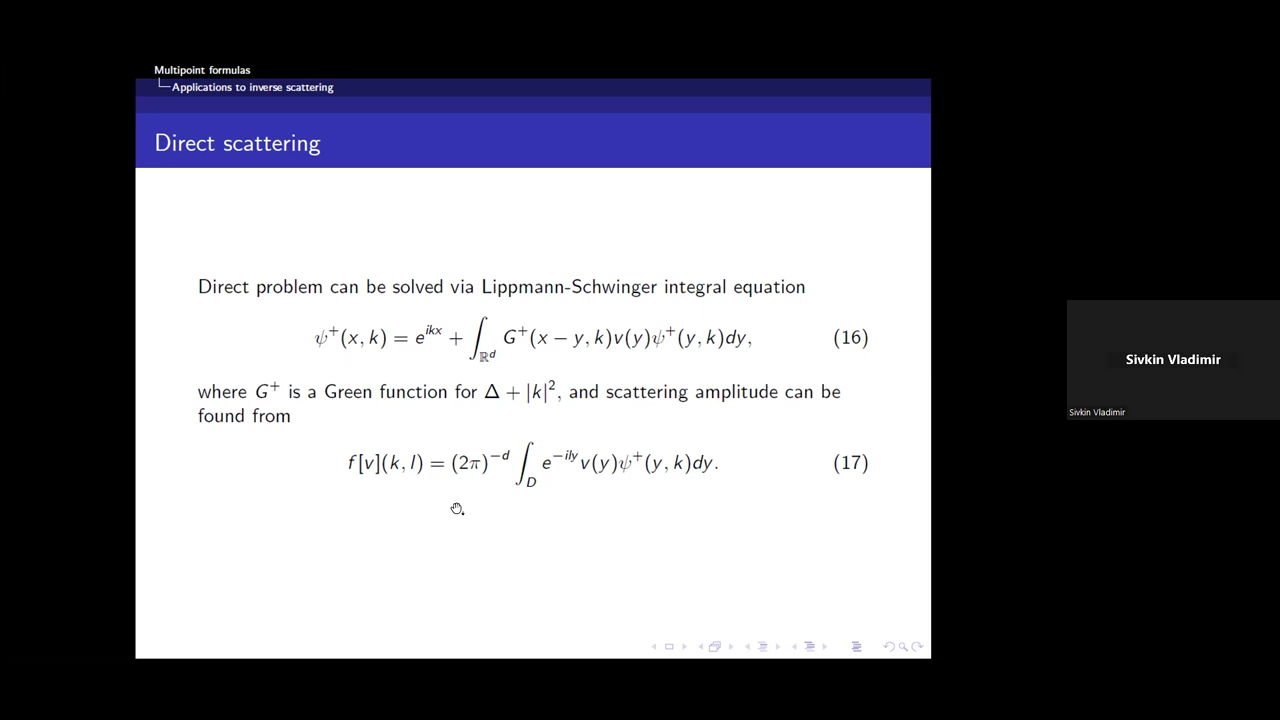 Multipoint formulas
Applications to inverse scattering
Direct scattering
Direct problem can be solved via Lippmann-Schwinger integral equation
ψ⁺(x, k) = e^{ikx} + ∫_{ℝ^d} G⁺(x − y, k)v(y)ψ⁺(y, k)dy, (16)
where G⁺ is a Green function for Δ + |k|², and scattering amplitude can be
found from
f[v](k, l) = (2π)^{−d} ∫_D e^{−ily} v(y)ψ⁺(y, k)dy. (17)
Sivkin Vladimir
Sivkin Vladimir